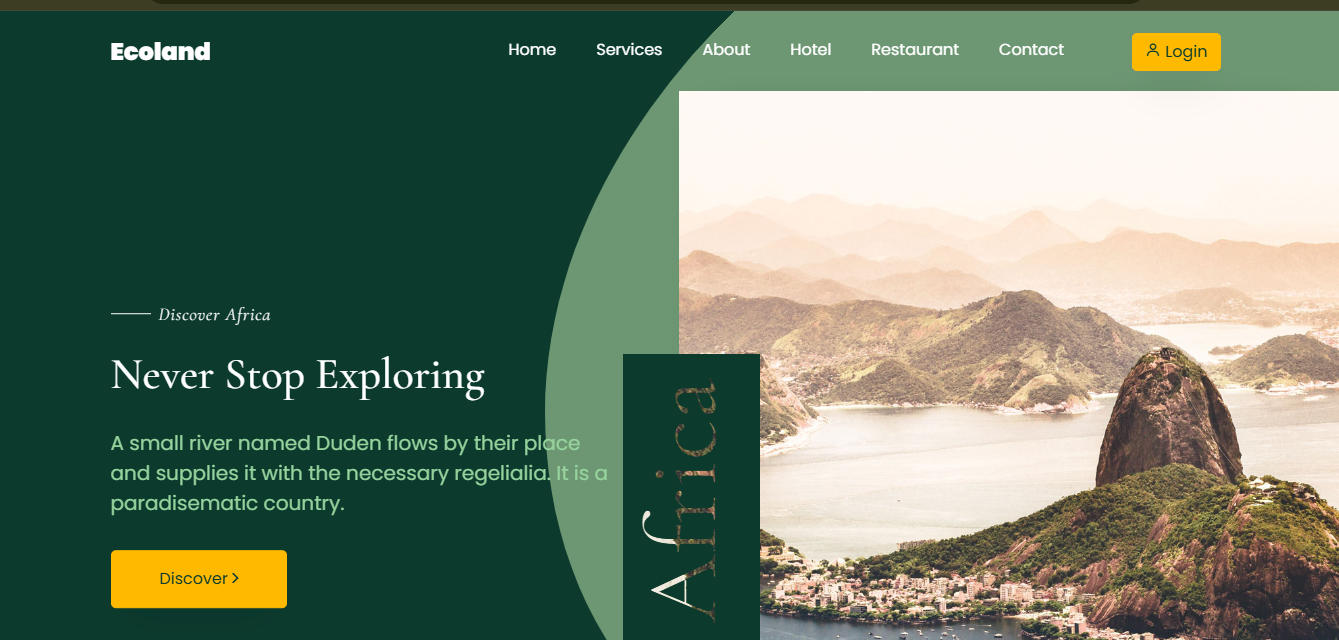 Ecoland
Home Services About Hotel Restaurant Contact Login
Discover Africa
Never Stop Exploring
A small river named Duden flows by their place
and supplies it with the necessary regelialia. It is a
paradisematic country.
Discover
Africa